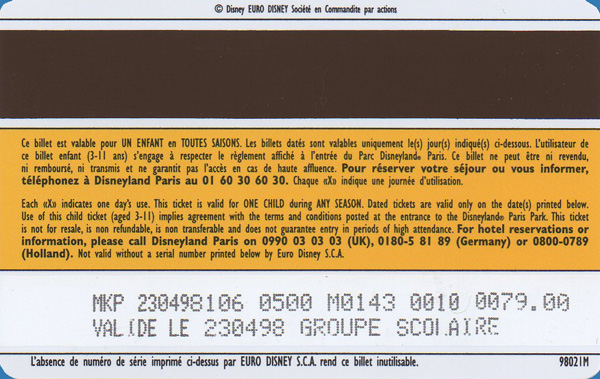 © Disney EURO DISNEY Société en Commandite par actions
Ce billet est valable pour UN ENFANT en TOUTES SAISONS. Les billets datés sont valables uniquement le(s) jour(s) indiqué(s) ci-dessous. L'utilisateur de
ce billet enfant (3-11 ans) s'engage à respecter le règlement affiché à l'entrée du Parc Disneyland® Paris. Ce billet ne peut être ni revendu,
ni remboursé, ni transmis et ne garantit pas l'accès en cas de haute affluence. Pour réserver votre séjour ou vous informer,
téléphonez à Disneyland Paris au 01 60 30 60 30. Chaque «X» indique une journée d'utilisation.
Each «X» indicates one day's use. This ticket is valid for ONE CHILD during ANY SEASON. Dated tickets are valid only on the date(s) printed below.
Use of this child ticket (aged 3-11) implies agreement with the terms and conditions posted at the entrance to the Disneyland® Paris Park. This ticket
is not for resale, is non refundable, is non transferable and does not guarantee entry in periods of high attendance. For hotel reservations or
information, please call Disneyland Paris on 0990 03 03 03 (UK), 0180-5 81 89 (Germany) or 0800-0789
(Holland). Not valid without a serial number printed below by Euro Disney S.C.A.
MKP 230498106 0500 M0143 0010 0079.00
VALIDE LE 230498 GROUPE SCOLAIRE
L'absence de numéro de série imprimé ci-dessus par EURO DISNEY S.C.A. rend ce billet inutilisable.
98021M